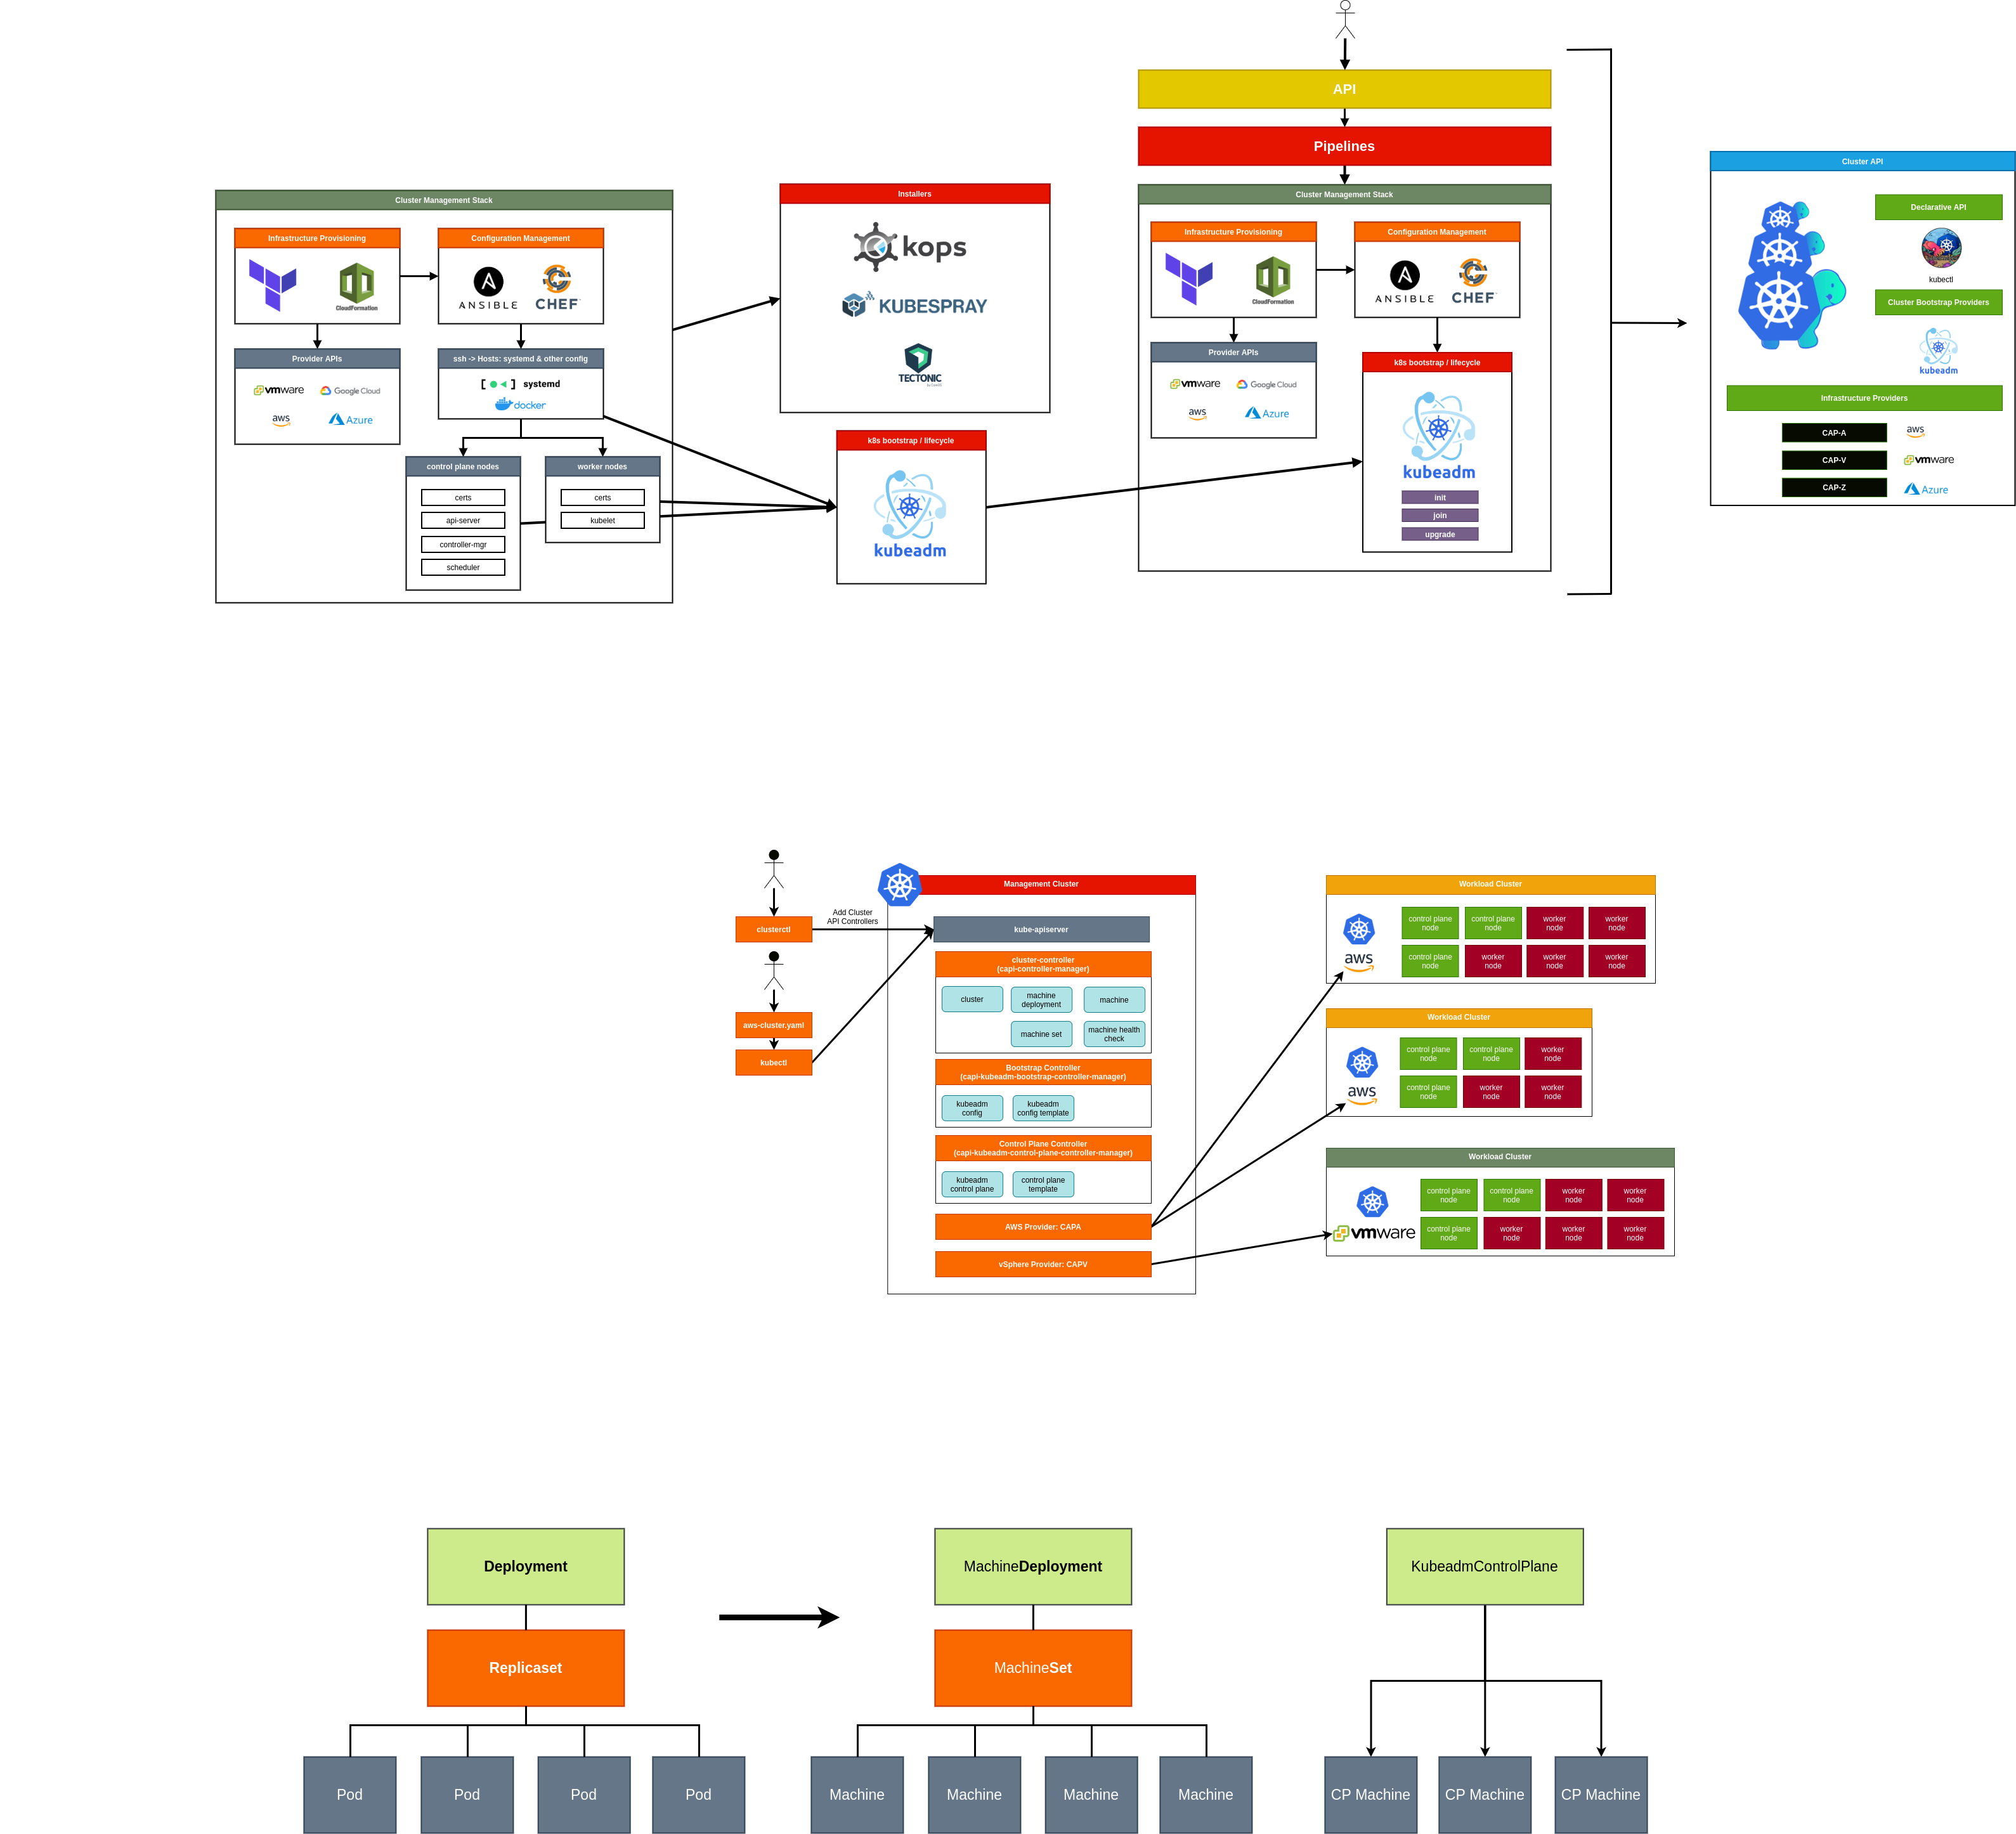 Cluster Management Stack
Infrastructure Provisioning
CloudFormation
Configuration Management
ANSIBLE
CHEF
Provider APIs
vmware
Google Cloud
aws
Azure
ssh -> Hosts: systemd & other config
systemd
docker
control plane nodes
certs
api-server
controller-mgr
scheduler
worker nodes
certs
kubelet
Installers
kops
KUBESPRAY
TECTONIC
k8s bootstrap / lifecycle
kubeadm
API
Pipelines
Cluster Management Stack
Infrastructure Provisioning
CloudFormation
Configuration Management
ANSIBLE
CHEF
Provider APIs
vmware
Google Cloud
aws
Azure
k8s bootstrap / lifecycle
kubeadm
init
join
upgrade
Cluster API
Declarative API
kubectl
Cluster Bootstrap Providers
kubeadm
Infrastructure Providers
CAP-A
aws
CAP-V
vmware
CAP-Z
Azure
clusterctl
Add Cluster
API Controllers
aws-cluster.yaml
kubectl
Management Cluster
kube-apiserver
cluster-controller
(capi-controller-manager)
cluster
machine
deployment
machine
machine set
machine health
check
Bootstrap Controller
(capi-kubeadm-bootstrap-controller-manager)
kubeadm
config
kubeadm
config template
Control Plane Controller
(capi-kubeadm-control-plane-controller-manager)
kubeadm
control plane
control plane
template
AWS Provider: CAPA
vSphere Provider: CAPV
Workload Cluster
aws
control plane
node
control plane
node
worker
node
worker
node
control plane
node
worker
node
worker
node
worker
node
Workload Cluster
aws
control plane
node
control plane
node
worker
node
control plane
node
worker
node
worker
node
Workload Cluster
vmware
control plane
node
control plane
node
worker
node
worker
node
control plane
node
worker
node
worker
node
worker
node
Deployment
Replicaset
Pod
Pod
Pod
Pod
MachineDeployment
MachineSet
Machine
Machine
Machine
Machine
KubeadmControlPlane
CP Machine
CP Machine
CP Machine